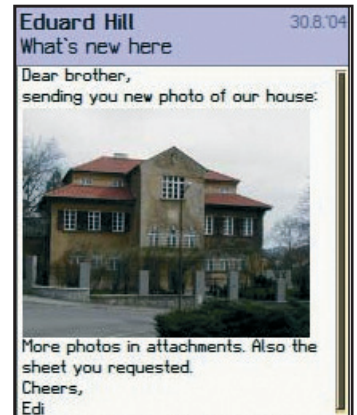 Eduard Hill 30.8.'04
What's new here
Dear brother,
sending you new photo of our house:
More photos in attachments. Also the
sheet you requested.
Cheers,
Edi